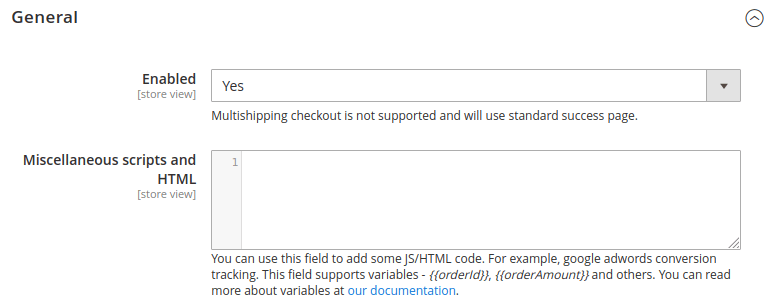 General
Enabled
[store view]
Yes
Multishipping checkout is not supported and will use standard success page.
Miscellaneous scripts and
HTML
[store view]
1
You can use this field to add some JS/HTML code. For example, google adwords conversion
tracking. This field supports variables - {{orderId}}, {{orderAmount}} and others. You can read
more about variables at our documentation.